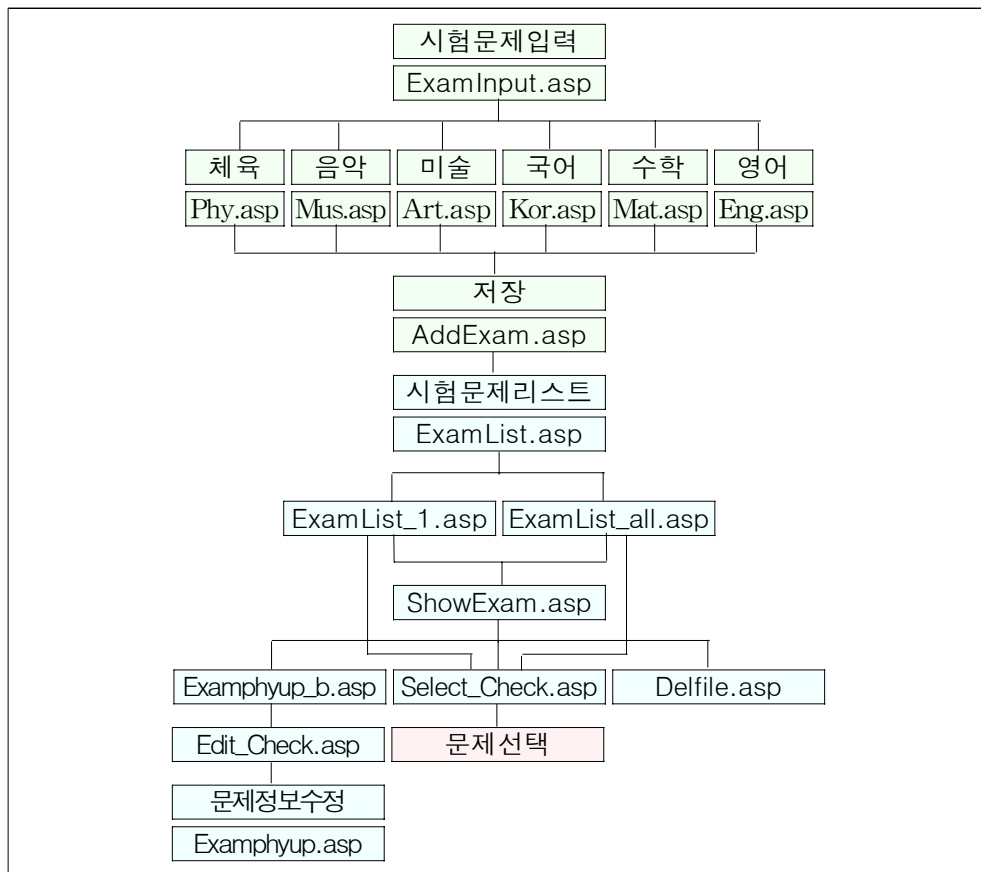 시험문제입력
ExamInput.asp
체육 음악 미술 국어 수학 영어
Phy.asp Mus.asp Art.asp Kor.asp Mat.asp Eng.asp
저장
AddExam.asp
시험문제리스트
ExamList.asp
ExamList_1.asp ExamList_all.asp
ShowExam.asp
Examphyup_b.asp Select_Check.asp Delfile.asp
Edit_Check.asp 문제선택
문제정보수정
Examphyup.asp